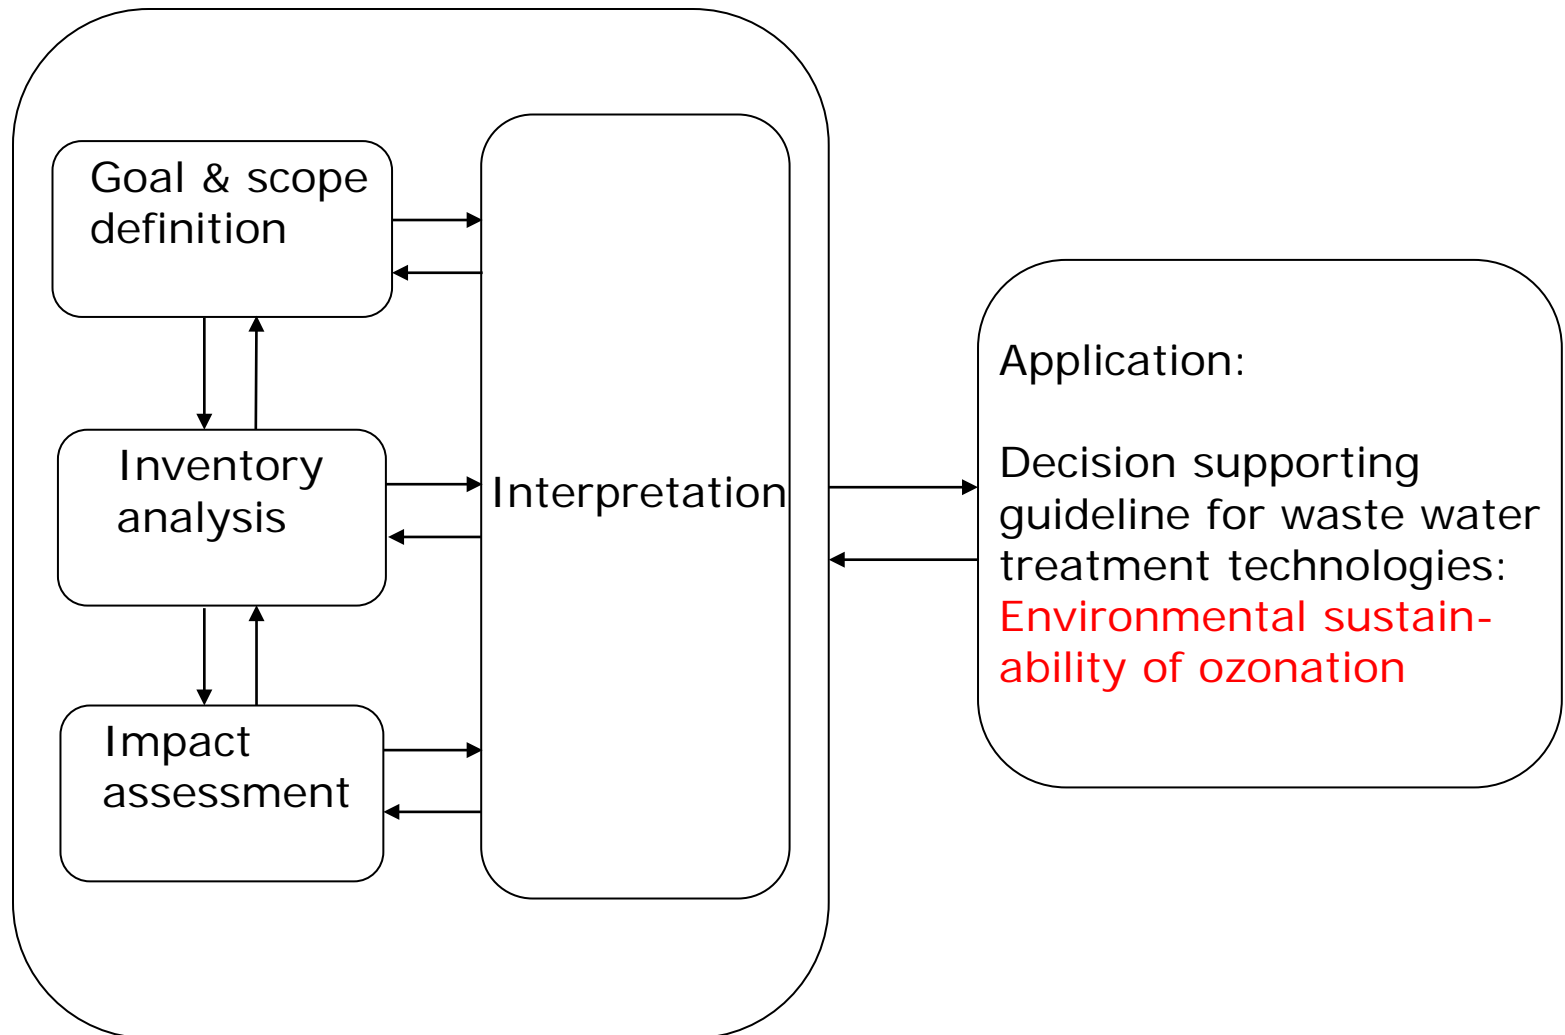 Goal & scope
definition
Inventory
analysis
Impact
assessment
Interpretation
Application:
Decision supporting
guideline for waste water
treatment technologies:
Environmental sustain-
ability of ozonation